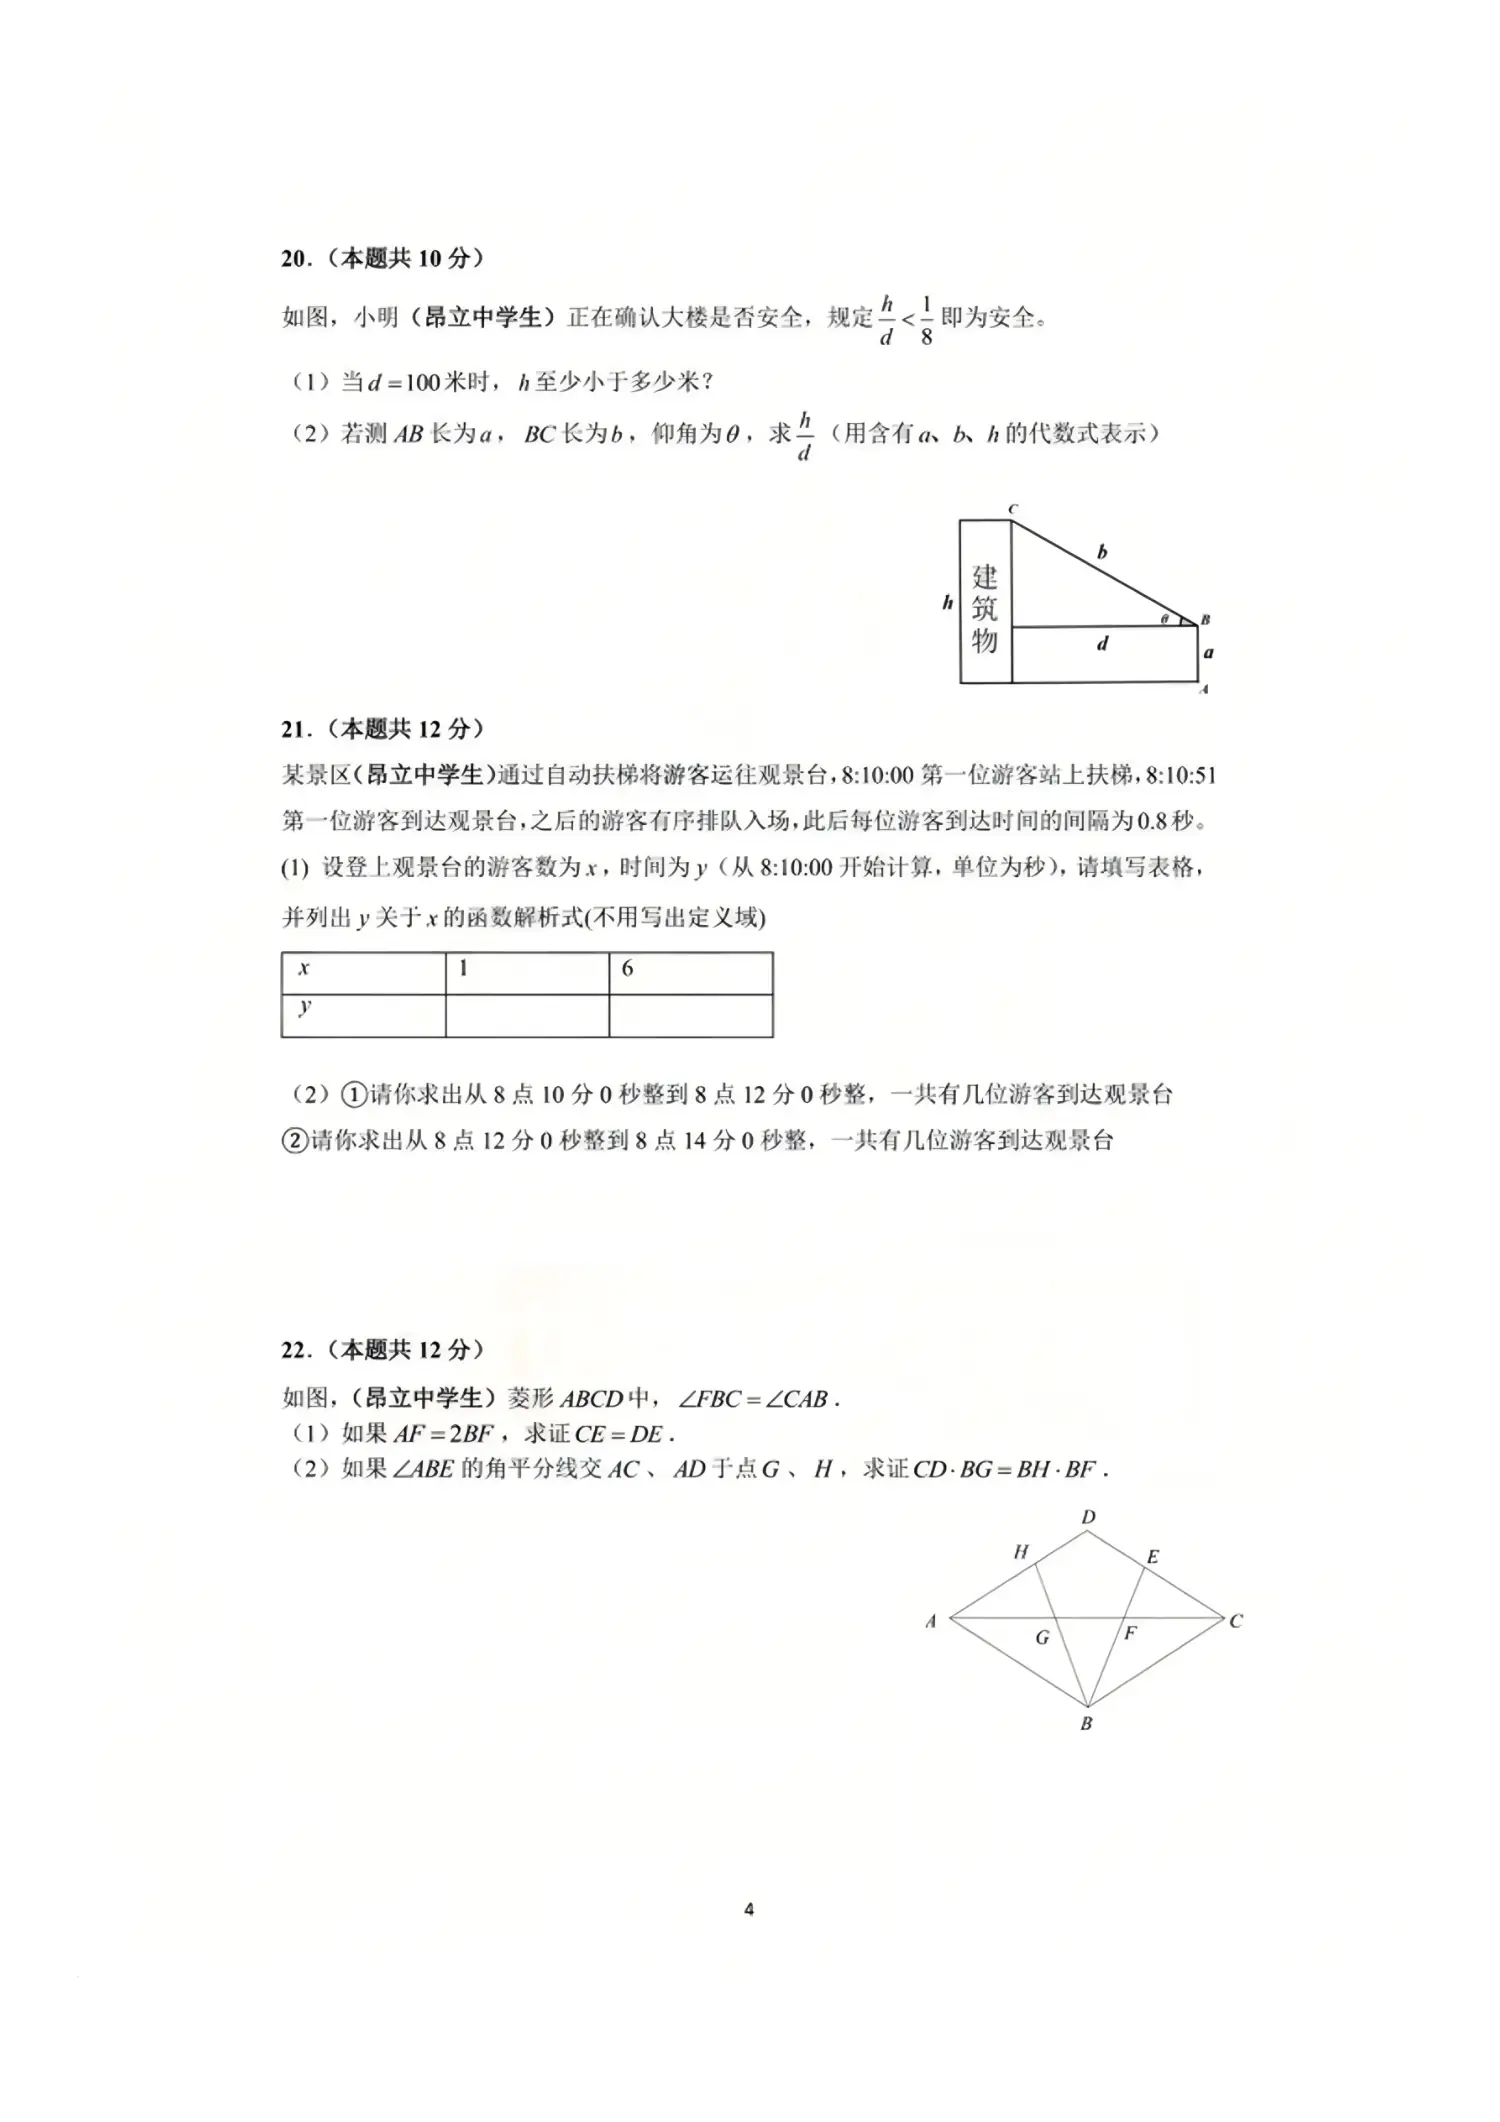 20.（本题共 10 分）
如图，小明（昂立中学生）正在确认大楼是否安全，规定 h/d < 1/8 即为安全。
（1）当 d = 100 米时，h 至少小于多少米？
（2）若测 AB 长为 a，BC 长为 b，仰角为 θ，求 h/d （用含有 a、b、h 的代数式表示）
C
b
建筑物
h
θ
B
d
a
A
21.（本题共 12 分）
某景区（昂立中学生）通过自动扶梯将游客运往观景台，8:10:00 第一位游客站上扶梯，8:10:51
第一位游客到达观景台，之后的游客有序排队入场，此后每位游客到达时间的间隔为 0.8 秒。
(1) 设登上观景台的游客数为 x，时间为 y（从 8:10:00 开始计算，单位为秒），请填写表格，
并列出 y 关于 x 的函数解析式(不用写出定义域)
x 1 6
y
（2）①请你求出从 8 点 10 分 0 秒整到 8 点 12 分 0 秒整，一共有几位游客到达观景台
②请你求出从 8 点 12 分 0 秒整到 8 点 14 分 0 秒整，一共有几位游客到达观景台
22.（本题共 12 分）
如图，（昂立中学生）菱形 ABCD 中，∠FBC = ∠CAB．
（1）如果 AF = 2BF，求证 CE = DE．
（2）如果 ∠ABE 的角平分线交 AC 、 AD 于点 G 、 H，求证 CD · BG = BH · BF．
D
H
E
A
G
F
C
B
4